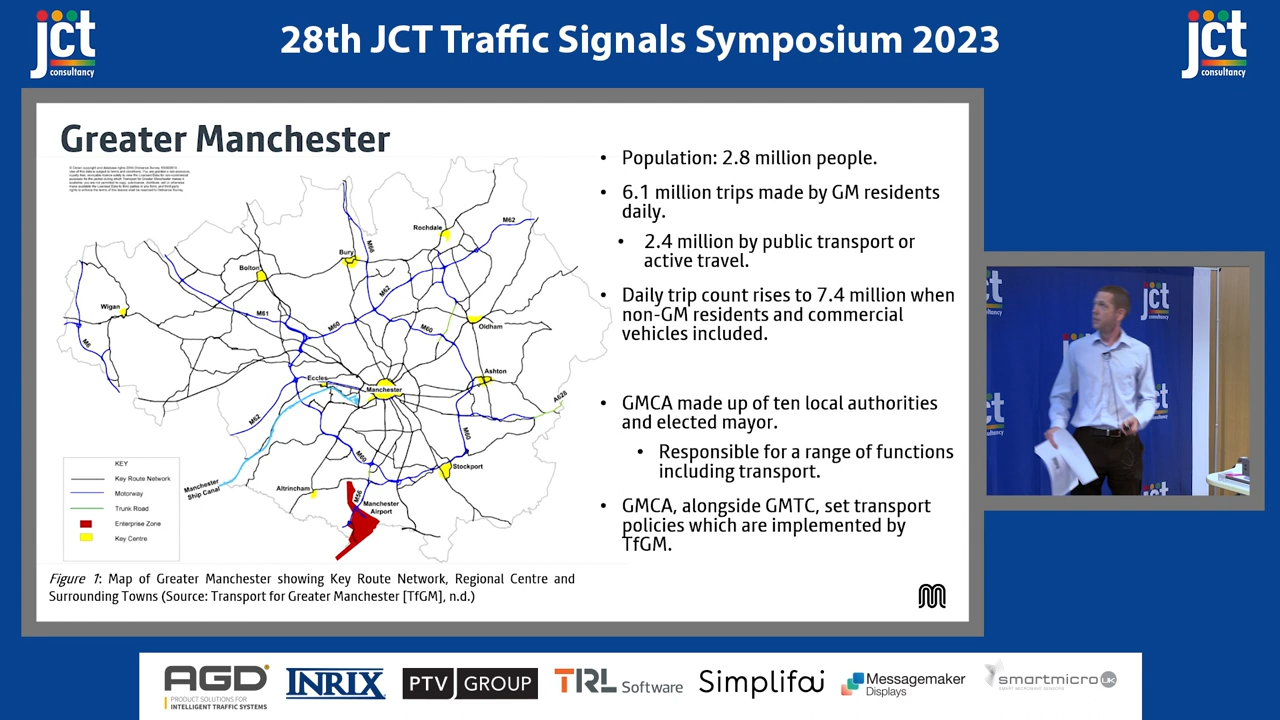 jct
consultancy
28th JCT Traffic Signals Symposium 2023
jct
consultancy
Greater Manchester
Rochdale
M62
M66
Bury
Bolton
M62
Wigan
M61
M60
M60
Oldham
M6
Eccles
Manchester
Ashton
A628
M62
M60
M60
Stockport
Manchester
Ship Canal
Altrincham
M56
Manchester
Airport
KEY
Key Route Network
Motorway
Trunk Road
Enterprise Zone
Key Centre
Figure 1: Map of Greater Manchester showing Key Route Network, Regional Centre and
Surrounding Towns (Source: Transport for Greater Manchester [TfGM], n.d.)
• Population: 2.8 million people.
• 6.1 million trips made by GM residents
daily.
• 2.4 million by public transport or
active travel.
• Daily trip count rises to 7.4 million when
non-GM residents and commercial
vehicles included.
• GMCA made up of ten local authorities
and elected mayor.
• Responsible for a range of functions
including transport.
• GMCA, alongside GMTC, set transport
policies which are implemented by
TfGM.
jct
consultancy
AGD
PRODUCT SOLUTIONS FOR
INTELLIGENT TRAFFIC SYSTEMS
INRIX
PTV GROUP
TRL Software
Simplifai
Messagemaker
Displays
smartmicro UK
SMART MICROWAVE SENSORS